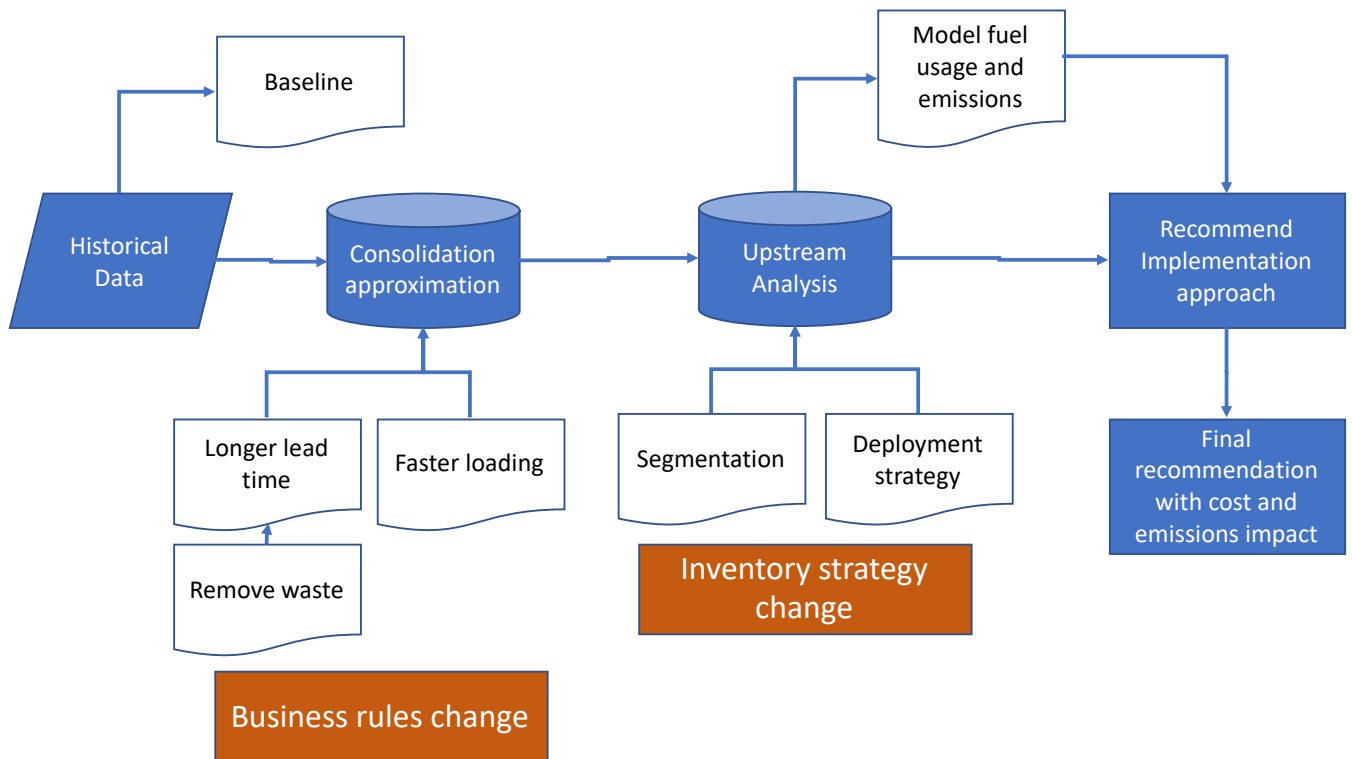 Baseline
Model fuel
usage and
emissions
Historical
Data
Consolidation
approximation
Upstream
Analysis
Recommend
Implementation
approach
Longer lead
time
Faster loading
Segmentation
Deployment
strategy
Final
recommendation
with cost and
emissions impact
Remove waste
Inventory strategy
change
Business rules change